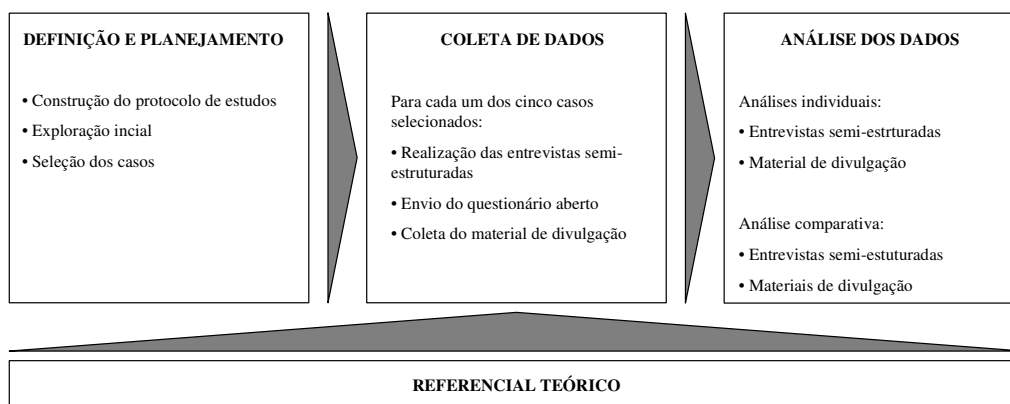 DEFINIÇÃO E PLANEJAMENTO
• Construção do protocolo de estudos
• Exploração incial
• Seleção dos casos
COLETA DE DADOS
Para cada um dos cinco casos
selecionados:
• Realização das entrevistas semi-
estruturadas
• Envio do questionário aberto
• Coleta do material de divulgação
ANÁLISE DOS DADOS
Análises individuais:
• Entrevistas semi-estrturadas
• Material de divulgação
Análise comparativa:
• Entrevistas semi-estuturadas
• Materiais de divulgação
REFERENCIAL TEÓRICO